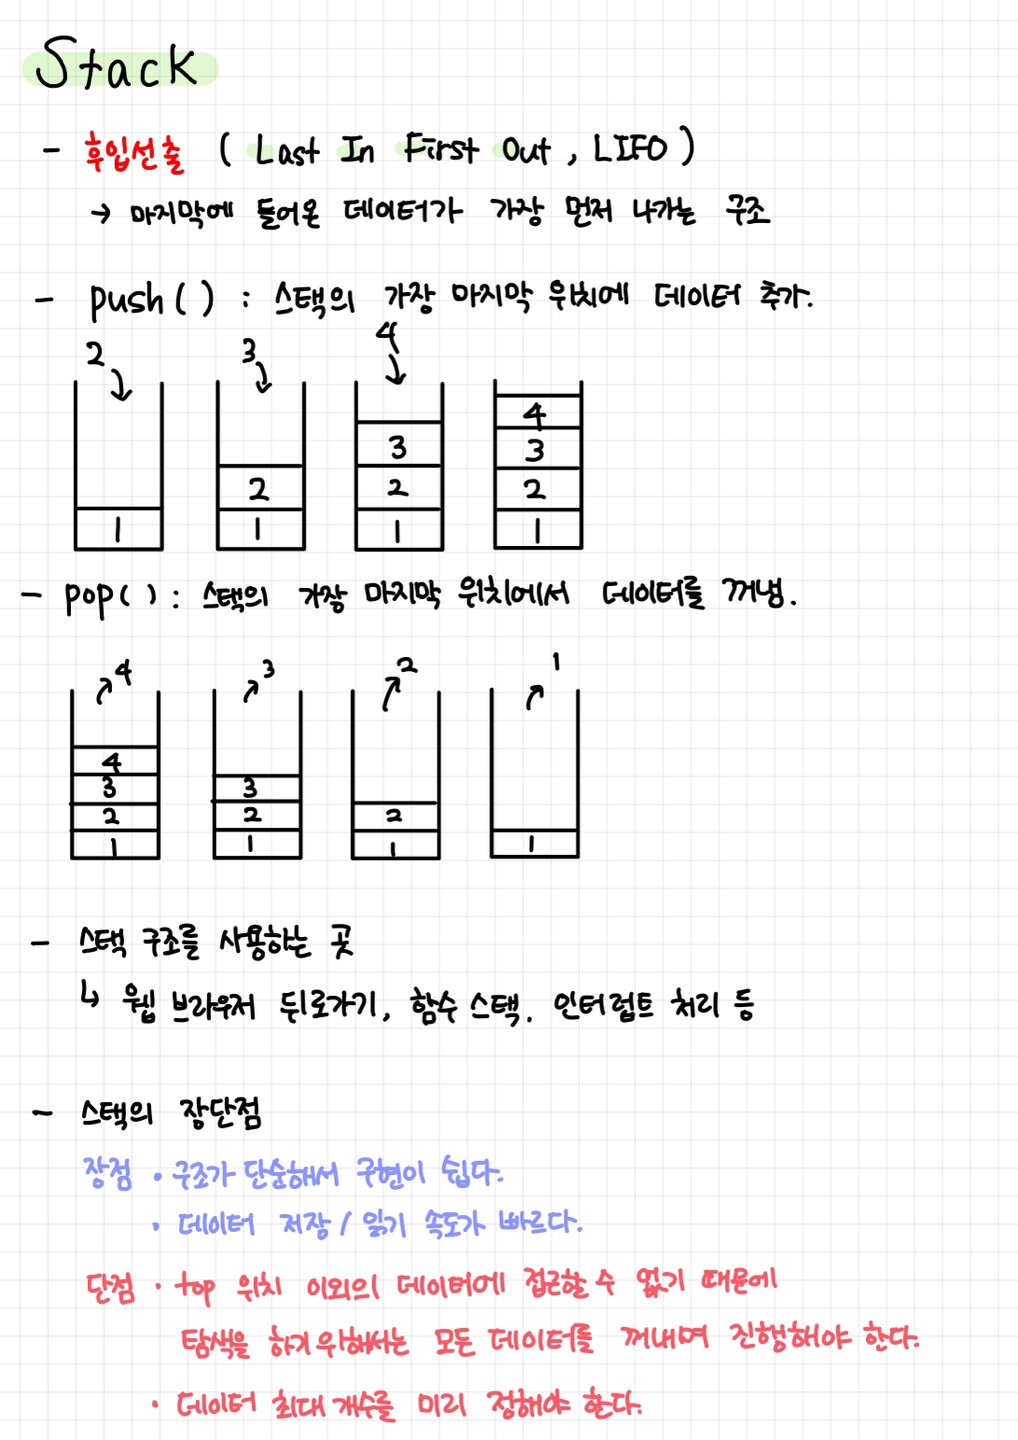 Stack
- 후입선출 ( Last In First Out , LIFO )
→ 마지막에 들어온 데이터가 가장 먼저 나가는 구조
- push ( ) : 스택의 가장 마지막 위치에 데이터 추가.
2 3 4
4
3 3
2 2 2
1 1 1 1
- pop ( ) : 스택의 가장 마지막 위치에서 데이터를 꺼냄.
4 3 2 1
4
3 3
2 2 2
1 1 1 1
- 스택 구조를 사용하는 곳
↳ 웹 브라우저 뒤로가기, 함수 스택. 인터럽트 처리 등
- 스택의 장단점
장점 • 구조가 단순해서 구현이 쉽다.
• 데이터 저장 / 읽기 속도가 빠르다.
단점 • top 위치 이외의 데이터에 접근할 수 없기 때문에
탐색을 하기 위해서는 모든 데이터를 꺼내며 진행해야 한다.
• 데이터 최대 개수를 미리 정해야 한다.